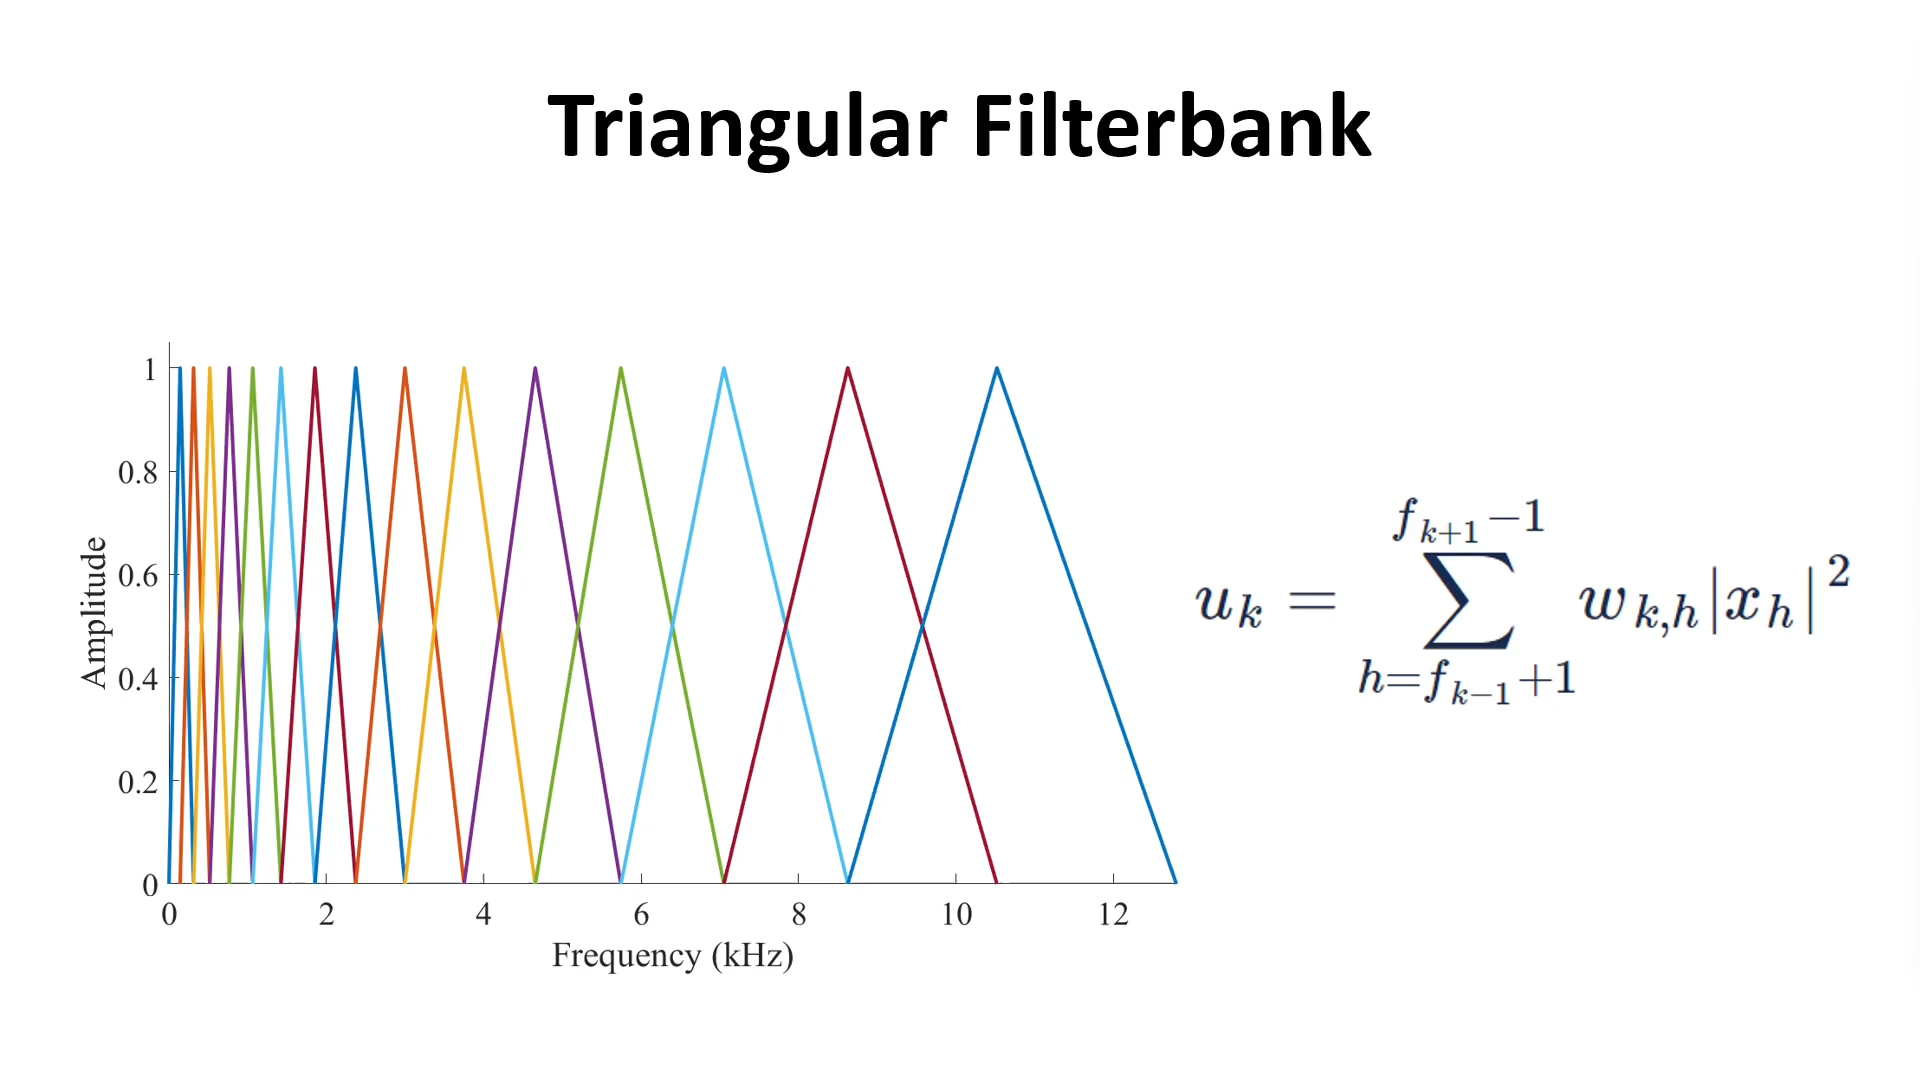 Triangular Filterbank
1
0.8
0.6
0.4
0.2
0
Amplitude
0 2 4 6 8 10 12
Frequency (kHz)
u_k = \sum_{h=f_{k-1}+1}^{f_{k+1}-1} w_{k,h}|x_h|^2